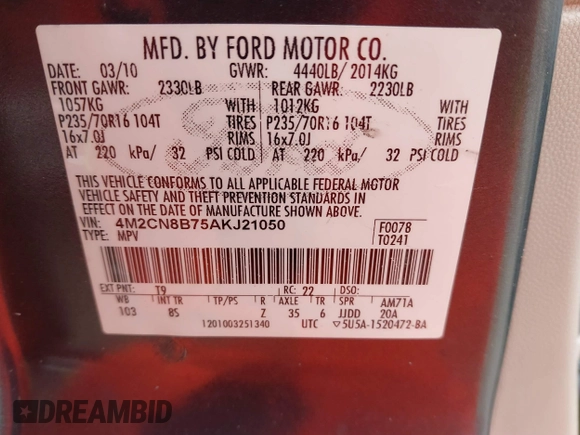 MFD. BY FORD MOTOR CO.
DATE: 03/10 GVWR: 4440LB/ 2014KG
FRONT GAWR: 2330LB REAR GAWR: 2230LB
1057KG WITH 1012KG WITH
P235/70R16 104T TIRES P235/70R16 104T TIRES
16x7.0J RIMS 16x7.0J RIMS
AT 220 kPa/ 32 PSI COLD AT 220 kPa/ 32 PSI COLD
THIS VEHICLE CONFORMS TO ALL APPLICABLE FEDERAL MOTOR
VEHICLE SAFETY AND THEFT PREVENTION STANDARDS IN
EFFECT ON THE DATE OF MANUFACTURE SHOWN ABOVE.
VIN: 4M2CN8B75AKJ21050 F0078
TYPE: MPV T0241
EXT PNT: T9 RC: 22 DSO:
WB INT TR TP/PS R AXLE TR SPR AM71A
103 8S Z 35 6 JJDD 20A
1201003251340 UTC ▽5U5A-1520472-BA
DREAMBID